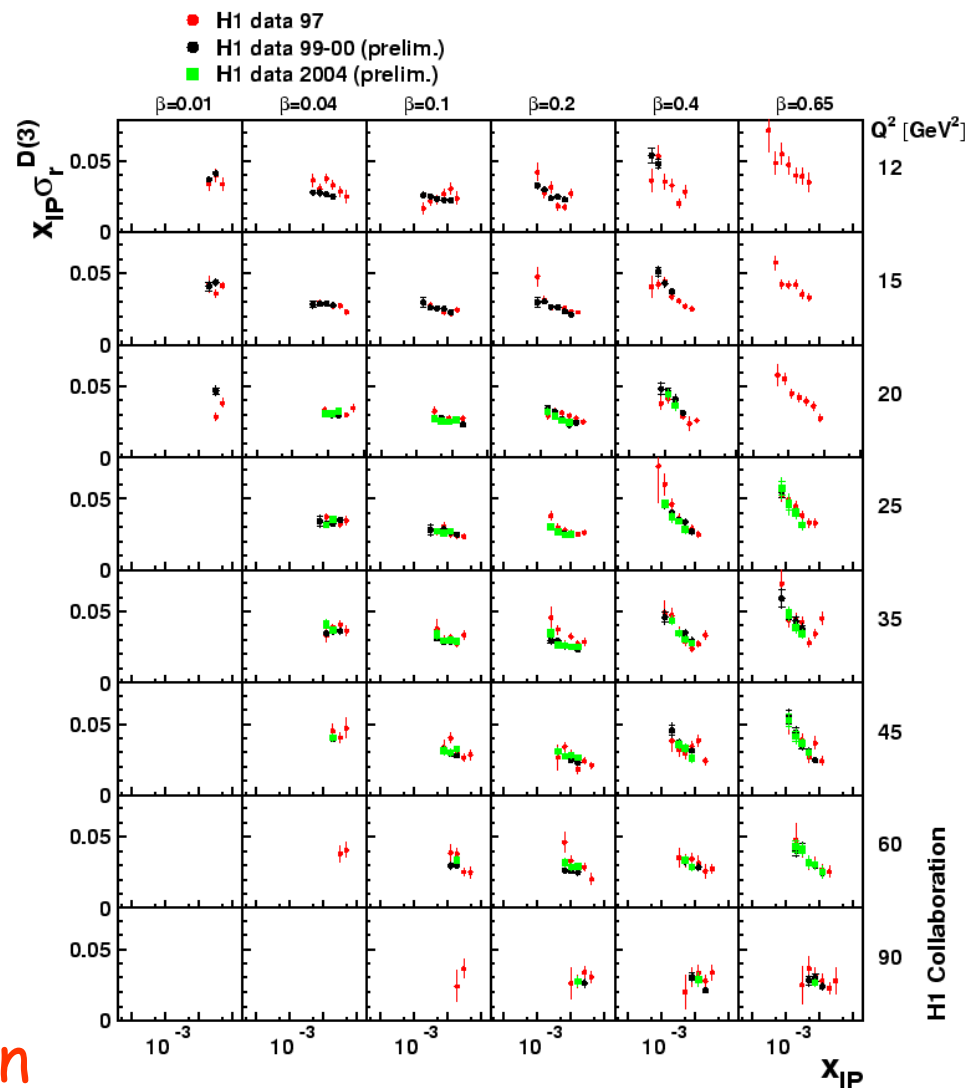 H1 data 97
H1 data 99-00 (prelim.)
H1 data 2004 (prelim.)
β=0.01 β=0.04 β=0.1 β=0.2 β=0.4 β=0.65 Q² [GeV²]
x_IP σ_r^D(3)
0.05 12
0
0.05 15
0
0.05 20
0
0.05 25
0
0.05 35
0
0.05 45
0
0.05 60
0
0.05 90
0
H1 Collaboration
10⁻³ 10⁻³ 10⁻³ 10⁻³ 10⁻³ 10⁻³
x_IP
n